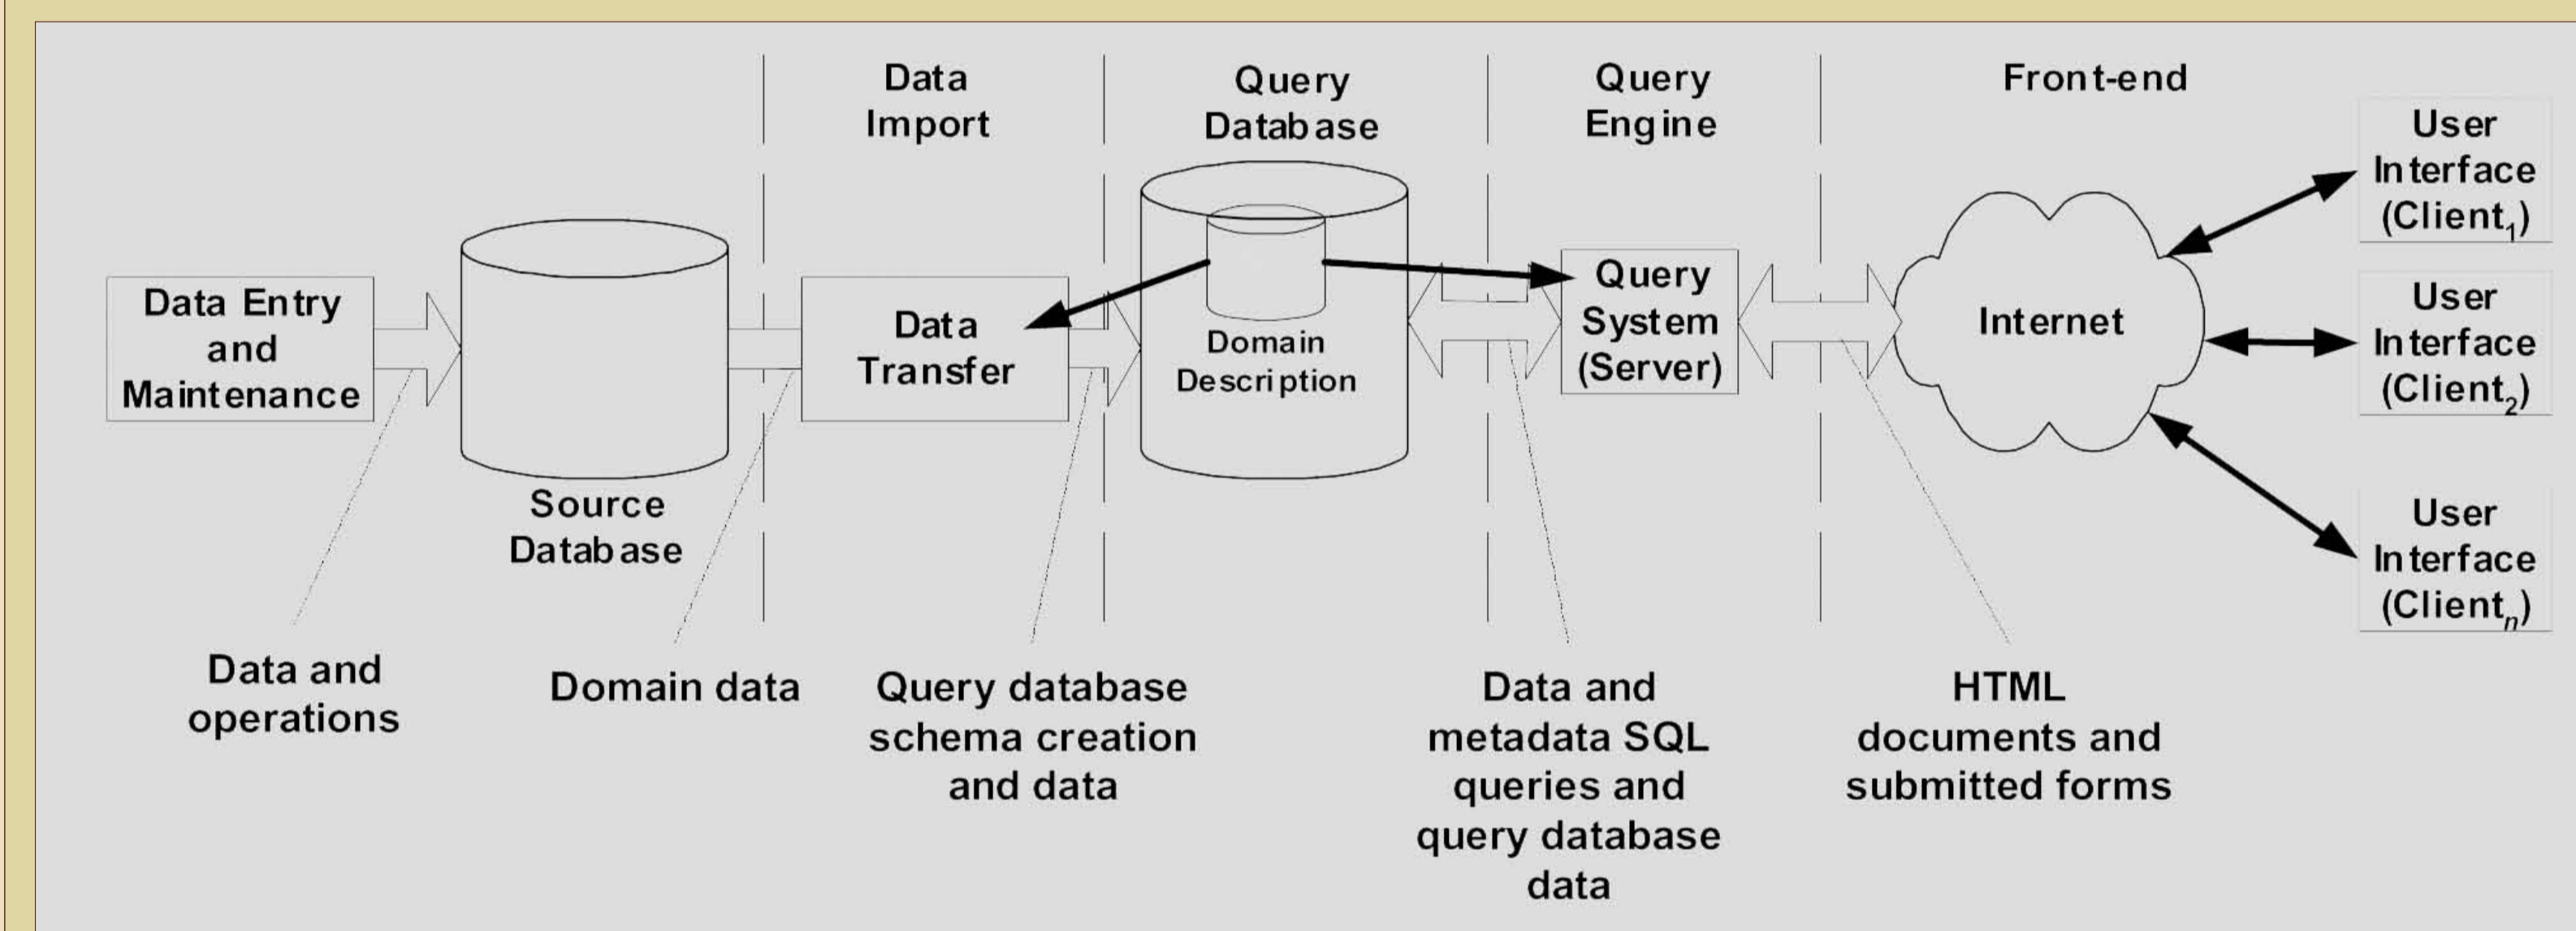 Data
Import
Query
Database
Query
Engine
Front-end
Data Entry
and
Maintenance
Source
Database
Data
Transfer
Domain
Description
Query
System
(Server)
Internet
User
Interface
(Client1)
User
Interface
(Client2)
User
Interface
(Clientn)
Data and
operations
Domain data
Query database
schema creation
and data
Data and
metadata SQL
queries and
query database
data
HTML
documents and
submitted forms